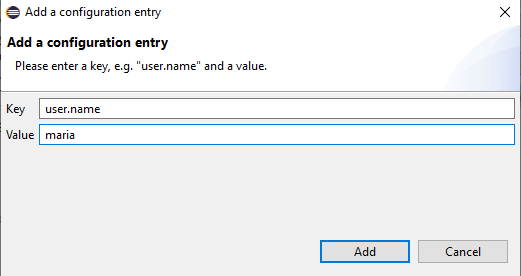 Add a configuration entry
Add a configuration entry
Please enter a key, e.g. "user.name" and a value.
Key user.name
Value maria
Add Cancel